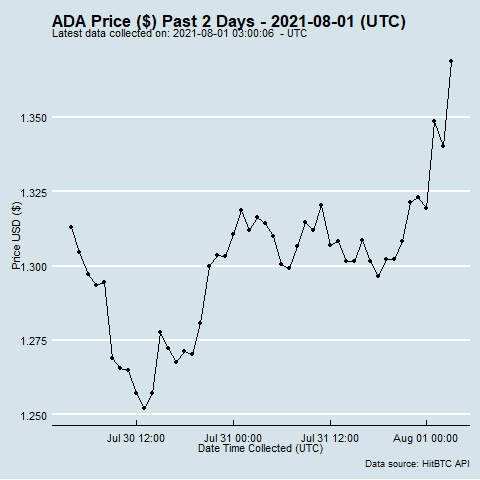 ADA Price ($) Past 2 Days - 2021-08-01 (UTC)
Latest data collected on: 2021-08-01 03:00:06  - UTC
Price USD ($)
1.350
1.325
1.300
1.275
1.250
Jul 30 12:00 Jul 31 00:00 Jul 31 12:00 Aug 01 00:00
Date Time Collected (UTC)
Data source: HitBTC API